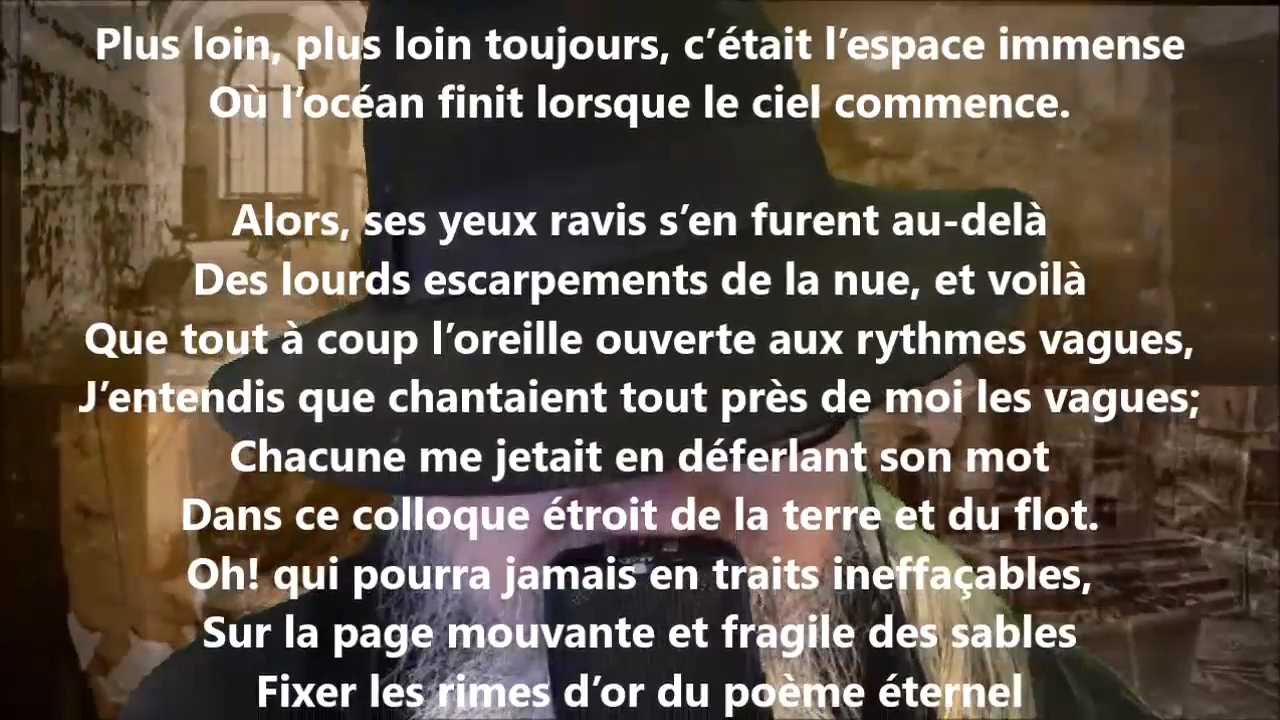 Plus loin, plus loin toujours, c’était l’espace immense
Où l’océan finit lorsque le ciel commence.
Alors, ses yeux ravis s’en furent au-delà
Des lourds escarpements de la nue, et voilà
Que tout à coup l’oreille ouverte aux rythmes vagues,
J’entendis que chantaient tout près de moi les vagues;
Chacune me jetait en déferlant son mot
Dans ce colloque étroit de la terre et du flot.
Oh! qui pourra jamais en traits ineffaçables,
Sur la page mouvante et fragile des sables
Fixer les rimes d’or du poème éternel